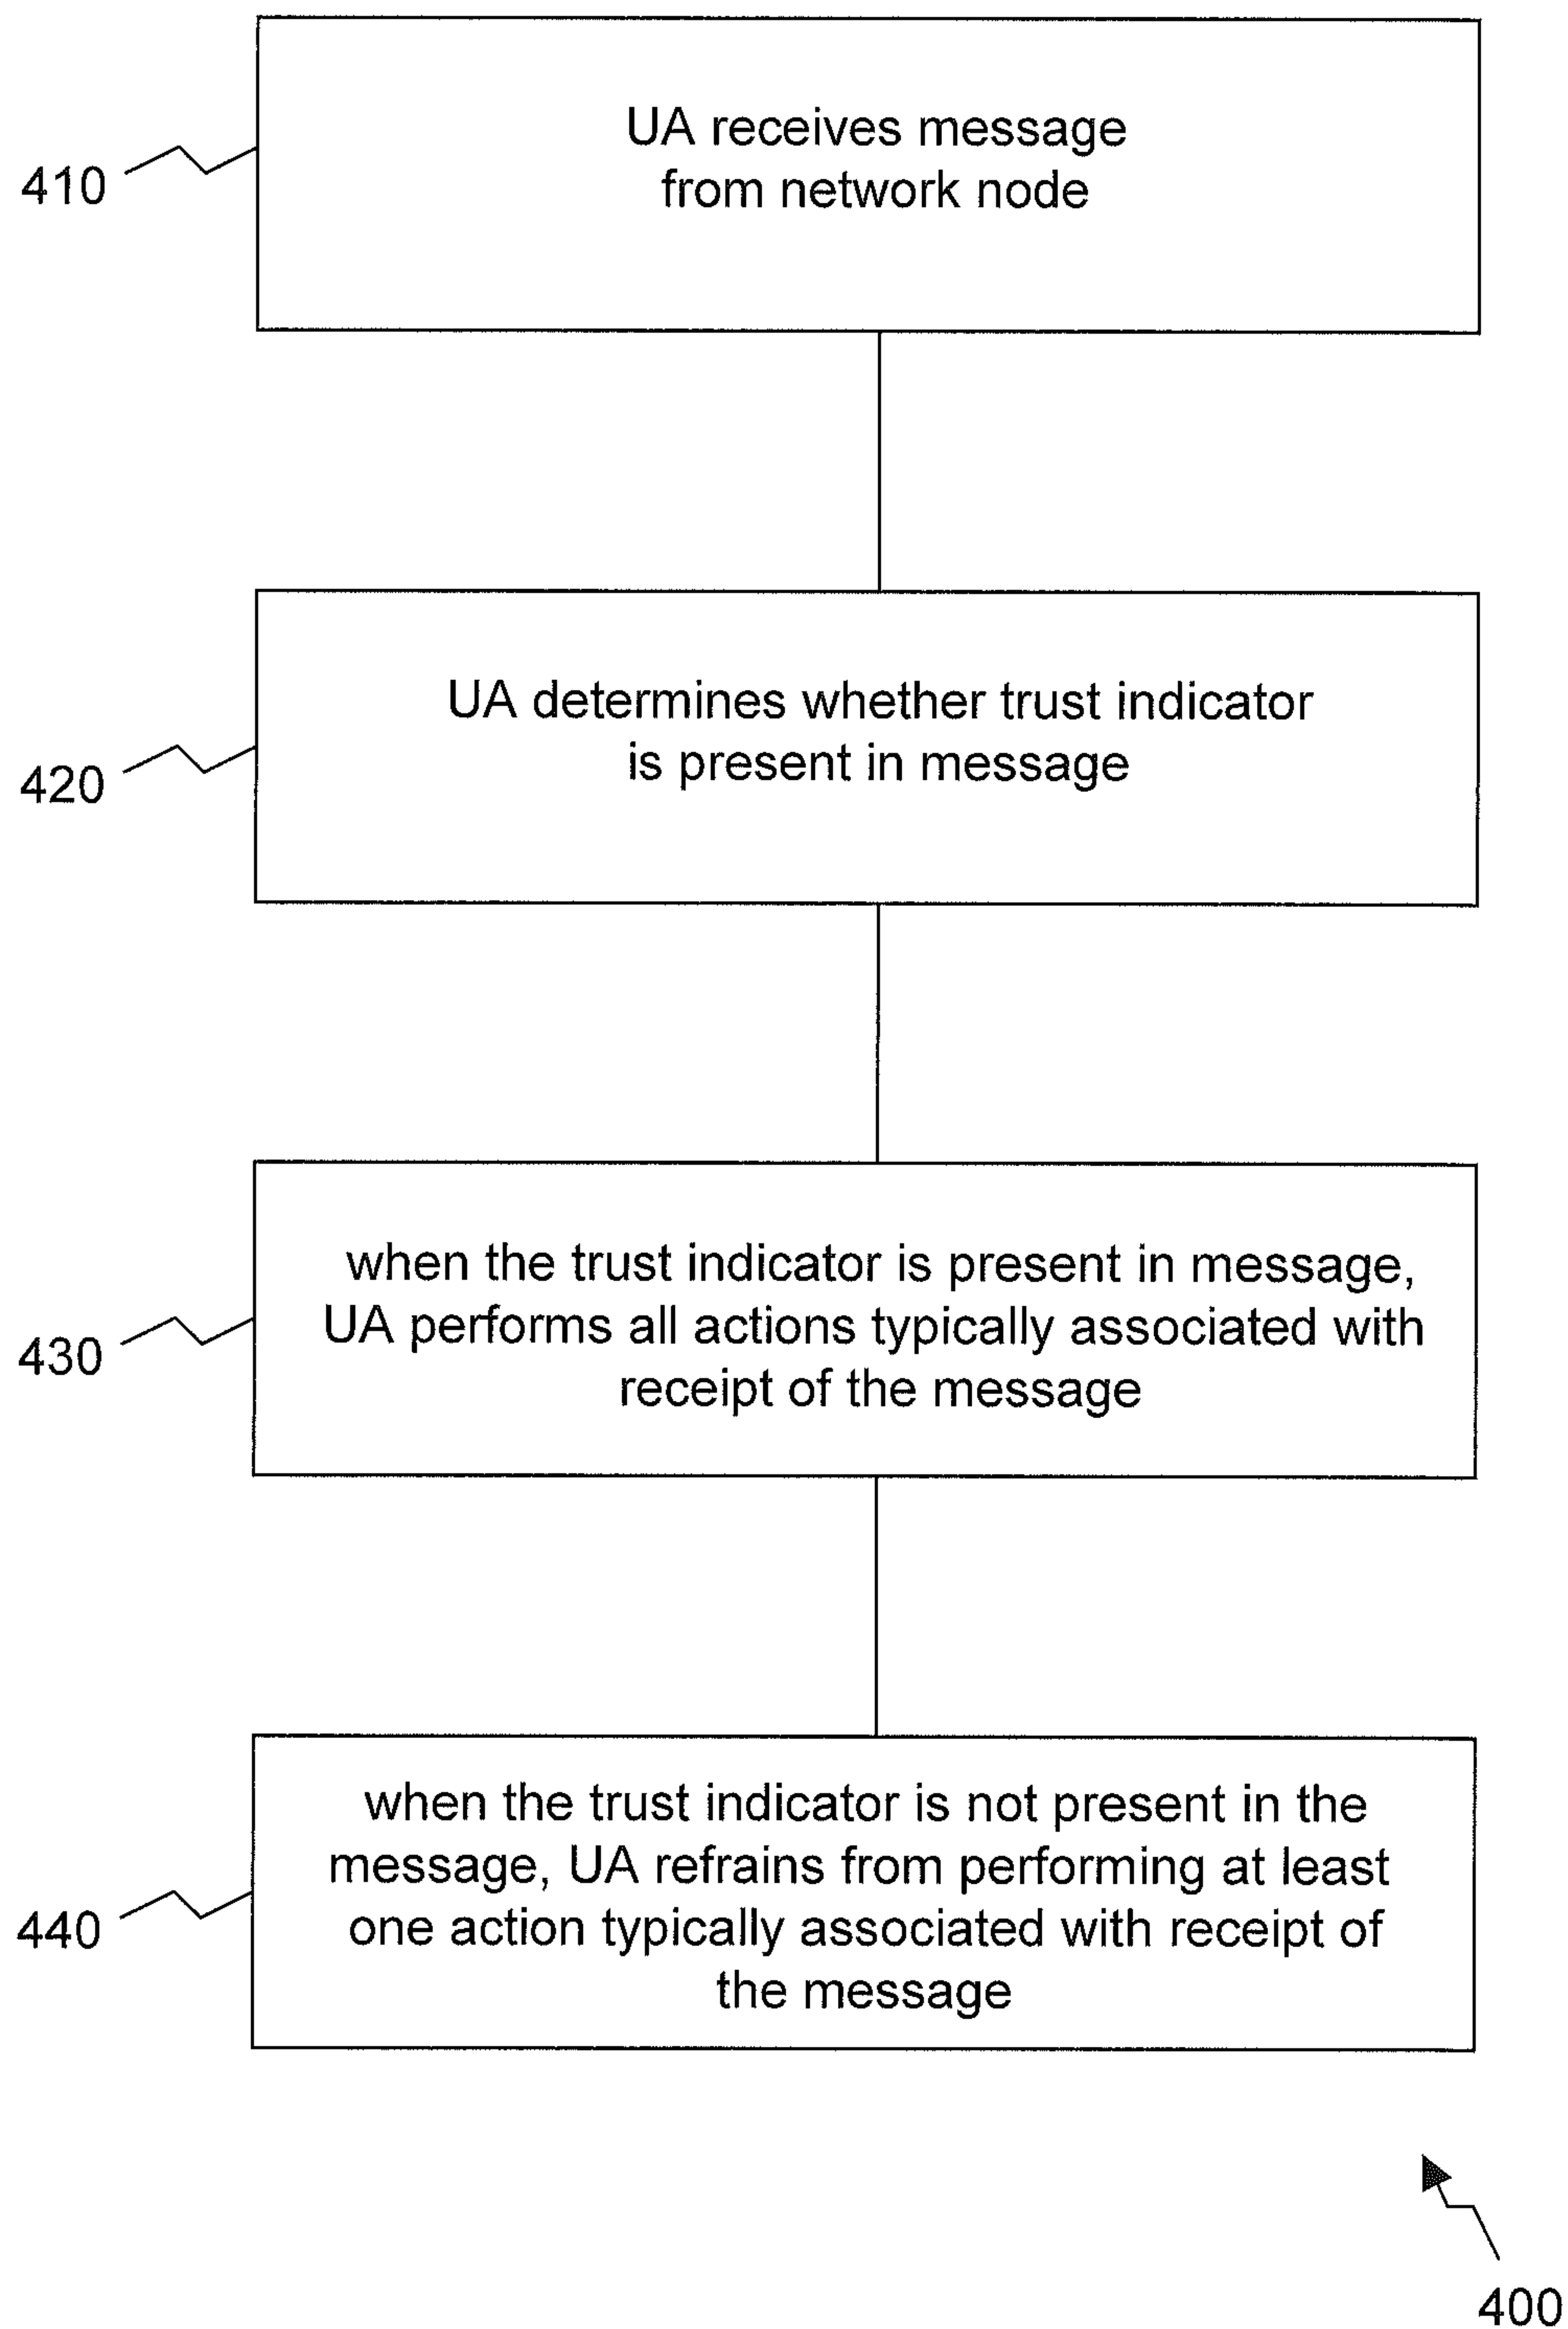 UA receives message
from network node
410
UA determines whether trust indicator
is present in message
420
when the trust indicator is present in message,
UA performs all actions typically associated with
receipt of the message
430
when the trust indicator is not present in the
message, UA refrains from performing at least
one action typically associated with receipt of
the message
440
400